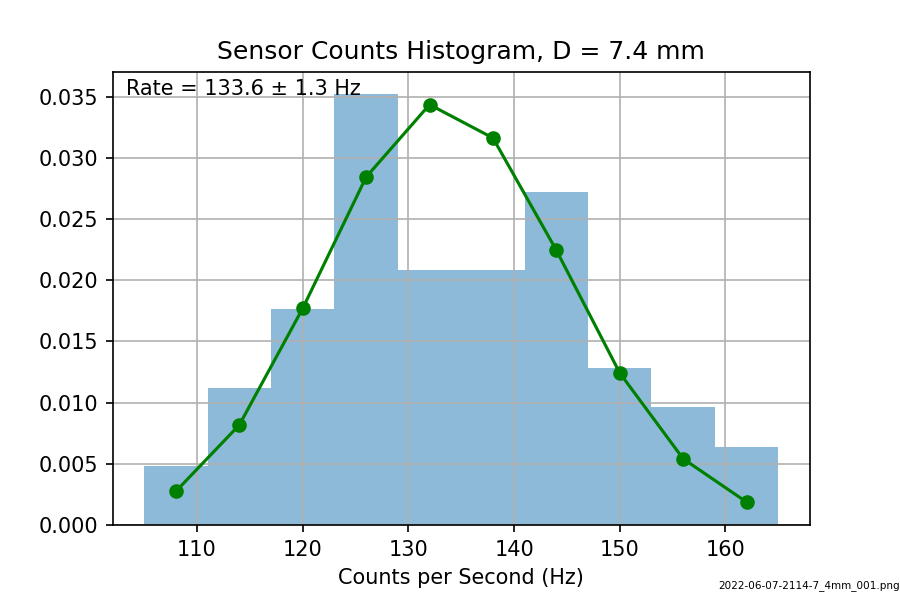 Sensor Counts Histogram, D = 7.4 mm
Rate = 133.6 ± 1.3 Hz
0.035
0.030
0.025
0.020
0.015
0.010
0.005
0.000
110 120 130 140 150 160
Counts per Second (Hz)
2022-06-07-2114-7_4mm_001.png